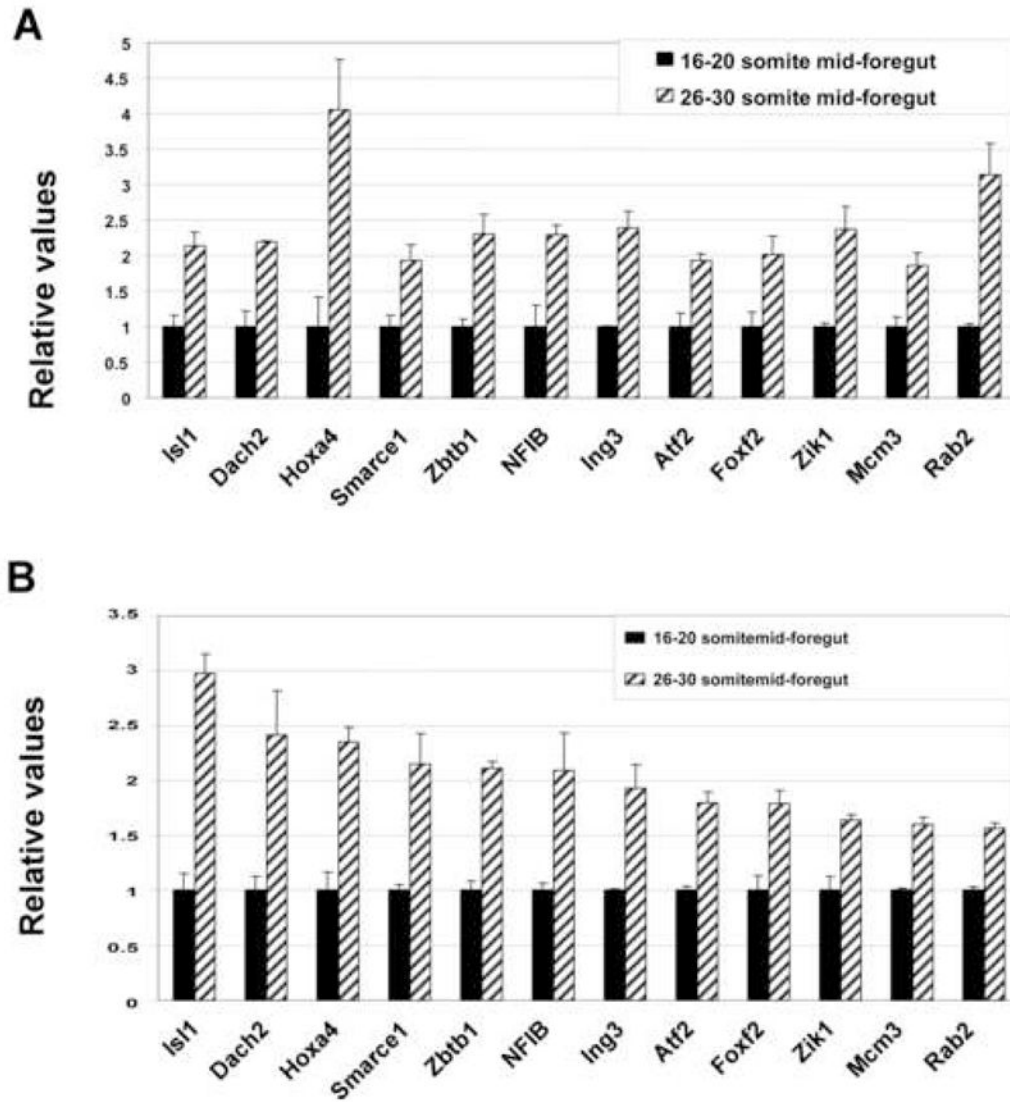 A
5
4.5
4
3.5
3
2.5
2
1.5
1
0.5
0
Relative values
16-20 somite mid-foregut
26-30 somite mid-foregut
Isl1
Dach2
Hoxa4
Smarce1
Zbtb1
NFIB
Ing3
Atf2
Foxf2
Zik1
Mcm3
Rab2
B
3.5
3
2.5
2
1.5
1
0.5
0
Relative values
16-20 somitemid-foregut
26-30 somitemid-foregut
Isl1
Dach2
Hoxa4
Smarce1
Zbtb1
NFIB
Ing3
Atf2
Foxf2
Zik1
Mcm3
Rab2